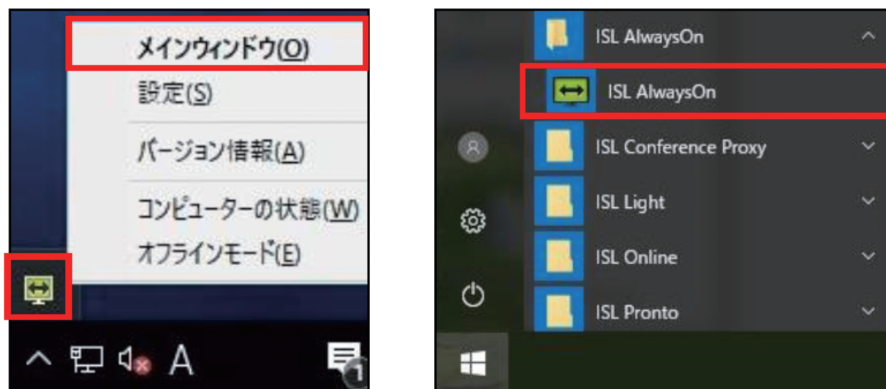 メインウィンドウ(O)
設定(S)
バージョン情報(A)
コンピューターの状態(W)
オフラインモード(E)
A
1
ISL AlwaysOn
ISL AlwaysOn
ISL Conference Proxy
ISL Light
ISL Online
ISL Pronto